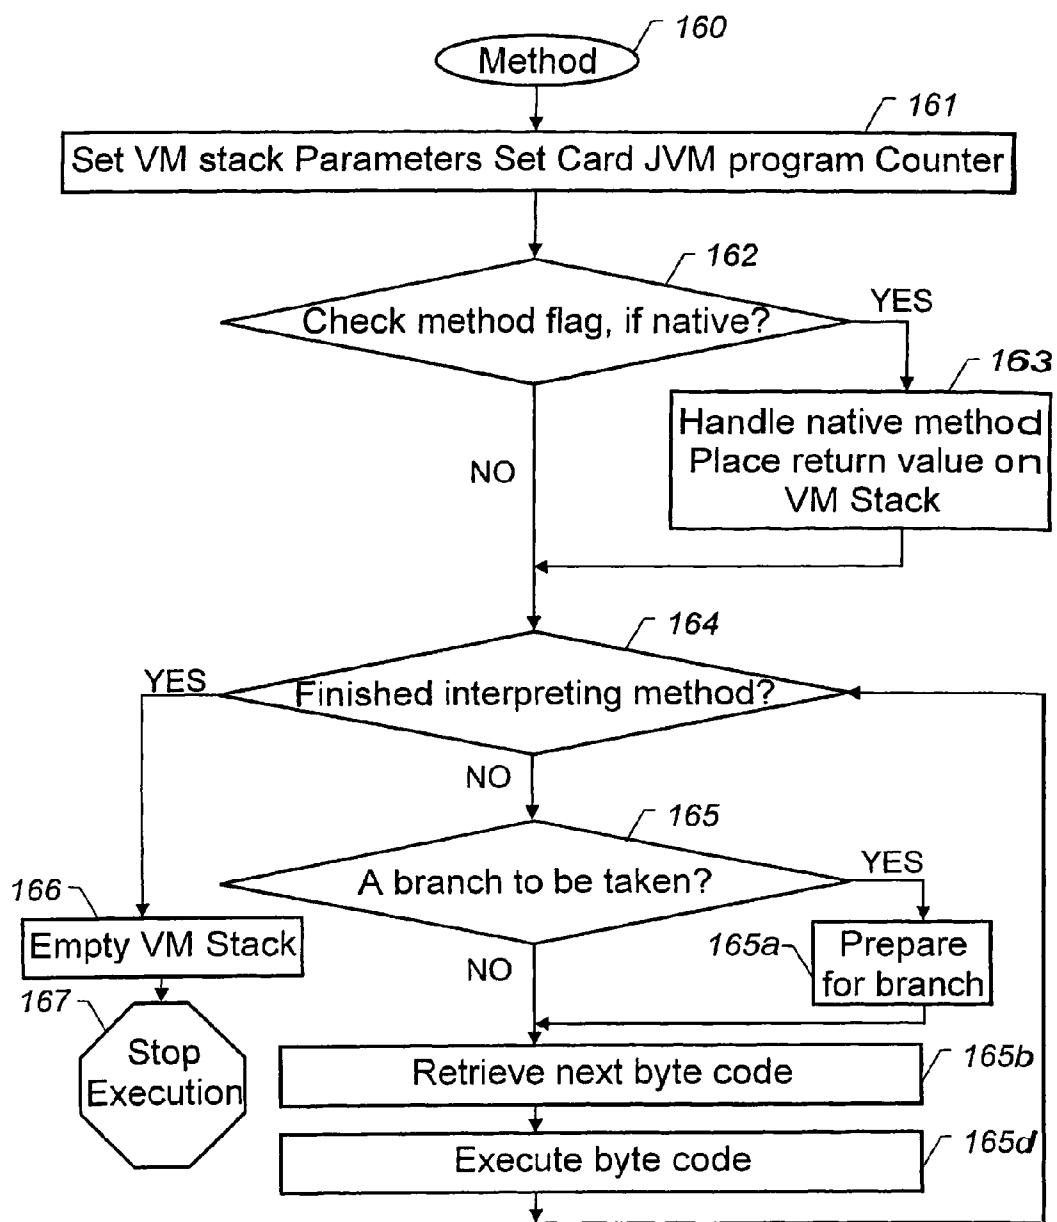 160
Method
161
Set VM stack Parameters Set Card JVM program Counter
162
Check method flag, if native?
YES
163
Handle native method
Place return value on
VM Stack
NO
164
YES
Finished interpreting method?
NO
165
A branch to be taken?
YES
166
Empty VM Stack
165a
Prepare
for branch
NO
167
Stop
Execution
Retrieve next byte code
165b
Execute byte code
165d